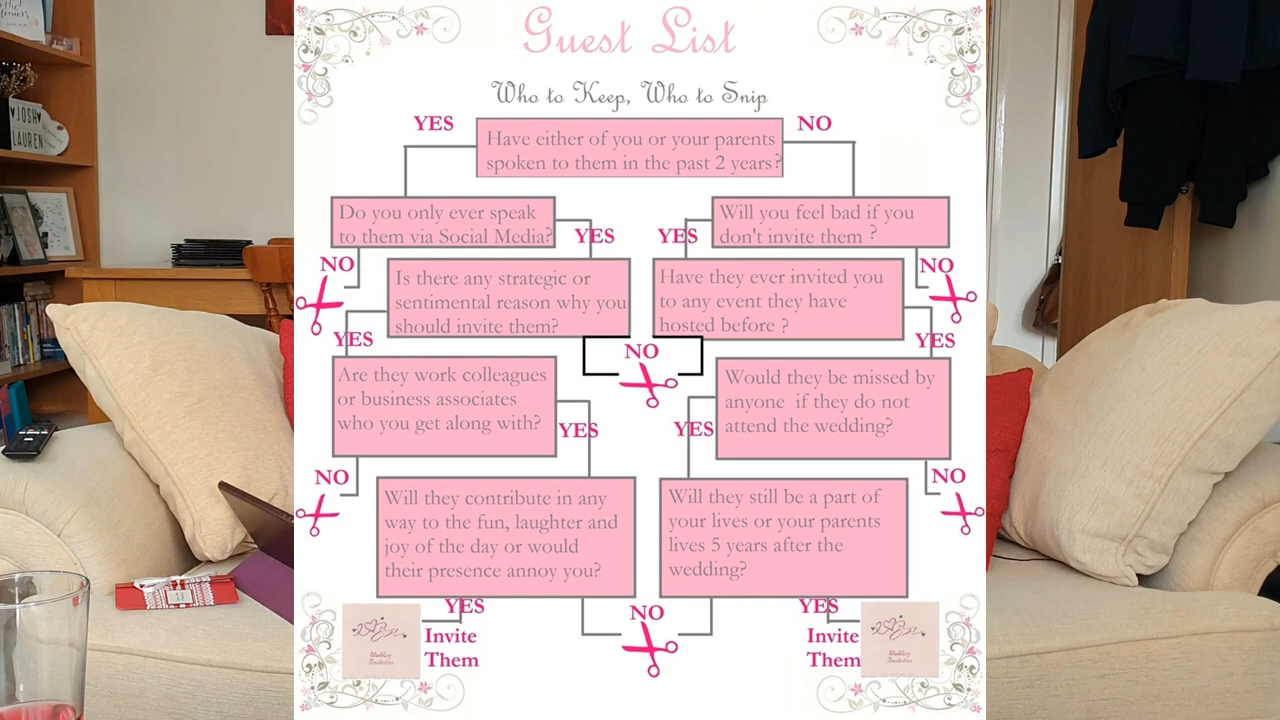 Guest List
Who to Keep, Who to Snip
YES
NO
Have either of you or your parents
spoken to them in the past 2 years?
Do you only ever speak
to them via Social Media?
YES
YES
Will you feel bad if you
don't invite them ?
NO
NO
Is there any strategic or
sentimental reason why you
should invite them?
Have they ever invited you
to any event they have
hosted before ?
YES
NO
YES
Are they work colleagues
or business associates
who you get along with?
Would they be missed by
anyone if they do not
attend the wedding?
YES
YES
NO
NO
Will they contribute in any
way to the fun, laughter and
joy of the day or would
their presence annoy you?
Will they still be a part of
your lives or your parents
lives 5 years after the
wedding?
YES
Invite
Them
NO
YES
Invite
Them
Wedding
Invitation
Wedding
Invitation
JOSH
LAUREN